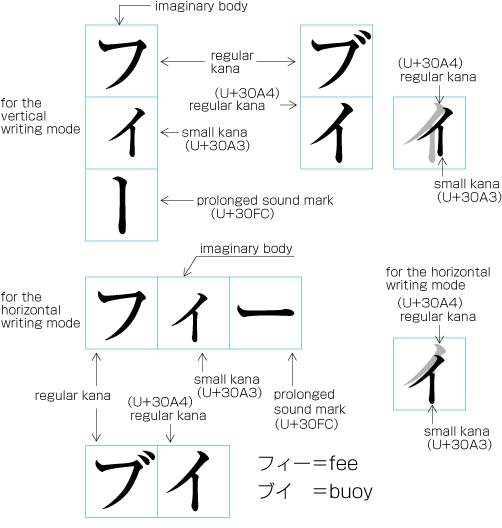 imaginary body
フィー
regular
kana
(U+30A4)
regular kana
small kana
(U+30A3)
prolonged sound mark
(U+30FC)
for the
vertical
writing mode
ブイ
(U+30A4)
regular kana
イ
ィ
small kana
(U+30A3)
imaginary body
for the
horizontal
writing mode
フィー
regular kana
(U+30A4)
regular kana
small kana
(U+30A3)
prolonged
sound mark
(U+30FC)
ブイ
for the horizontal
writing mode
(U+30A4)
regular kana
イ
ィ
small kana
(U+30A3)
フィー＝fee
ブイ　＝buoy